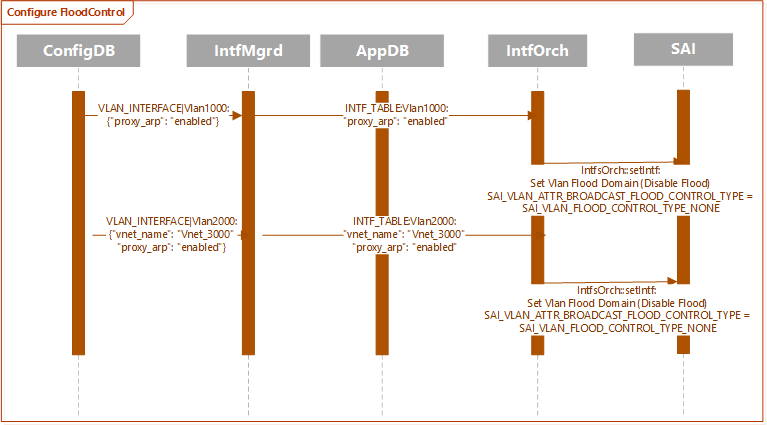 Configure FloodControl
ConfigDB
IntfMgrd
AppDB
IntfOrch
SAI
VLAN_INTERFACE|Vlan1000:
{"proxy_arp": "enabled"}
INTF_TABLE:Vlan1000:
"proxy_arp": "enabled"
IntfsOrch::setIntf:
Set Vlan Flood Domain (Disable Flood)
SAI_VLAN_ATTR_BROADCAST_FLOOD_CONTROL_TYPE =
SAI_VLAN_FLOOD_CONTROL_TYPE_NONE
VLAN_INTERFACE|Vlan2000:
{"vnet_name": "Vnet_3000"
"proxy_arp": "enabled"}
INTF_TABLE:Vlan2000:
"vnet_name": "Vnet_3000"
"proxy_arp": "enabled"
IntfsOrch::setIntf:
Set Vlan Flood Domain (Disable Flood)
SAI_VLAN_ATTR_BROADCAST_FLOOD_CONTROL_TYPE =
SAI_VLAN_FLOOD_CONTROL_TYPE_NONE